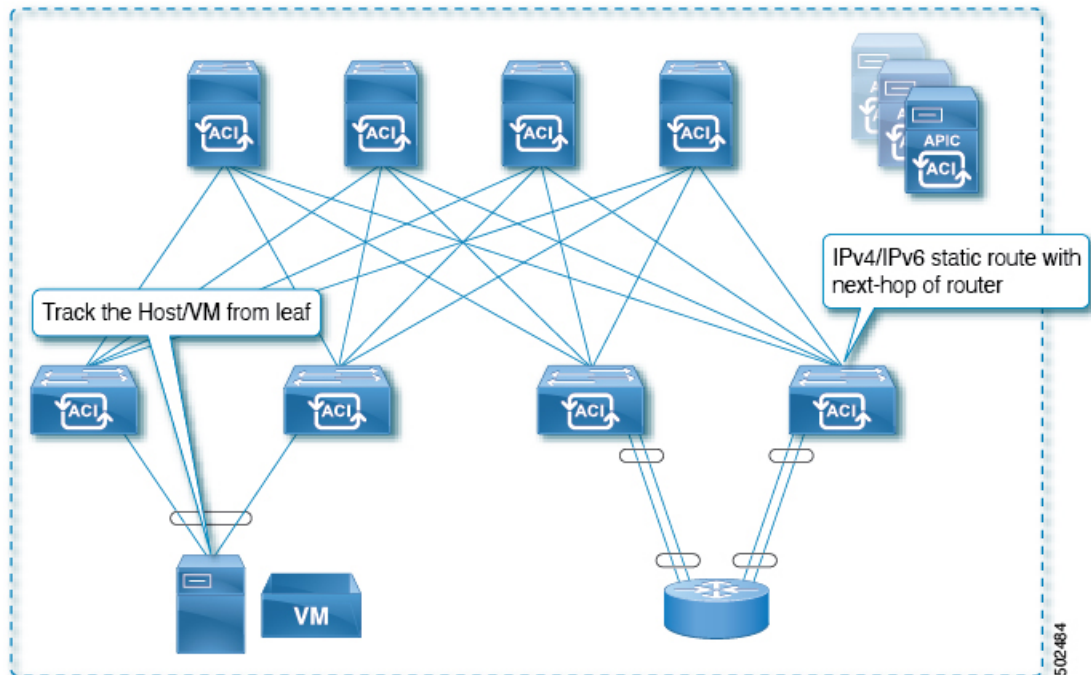 ACI
ACI
ACI
ACI
APIC
ACI
IPv4/IPv6 static route with
next-hop of router
Track the Host/VM from leaf
ACI
ACI
ACI
ACI
VM
502484